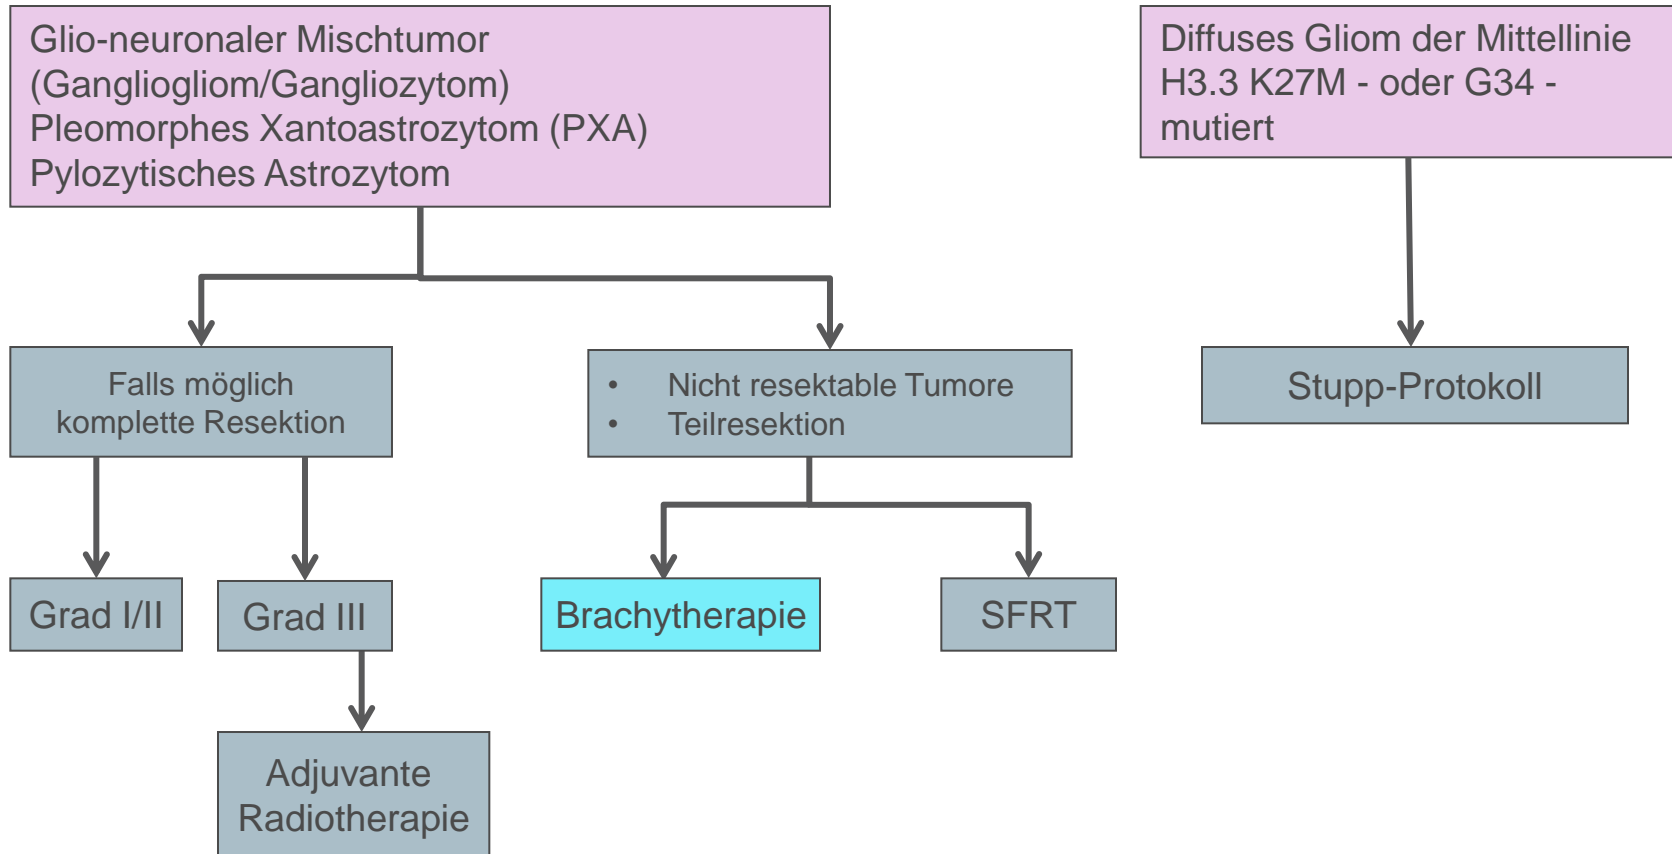 Glio-neuronaler Mischtumor
(Gangliogliom/Gangliozytom)
Pleomorphes Xantoastrozytom (PXA)
Pylozytisches Astrozytom
Diffuses Gliom der Mittellinie
H3.3 K27M - oder G34 -
mutiert
Falls möglich
komplette Resektion
• Nicht resektable Tumore
• Teilresektion
Stupp-Protokoll
Grad I/II
Grad III
Brachytherapie
SFRT
Adjuvante
Radiotherapie